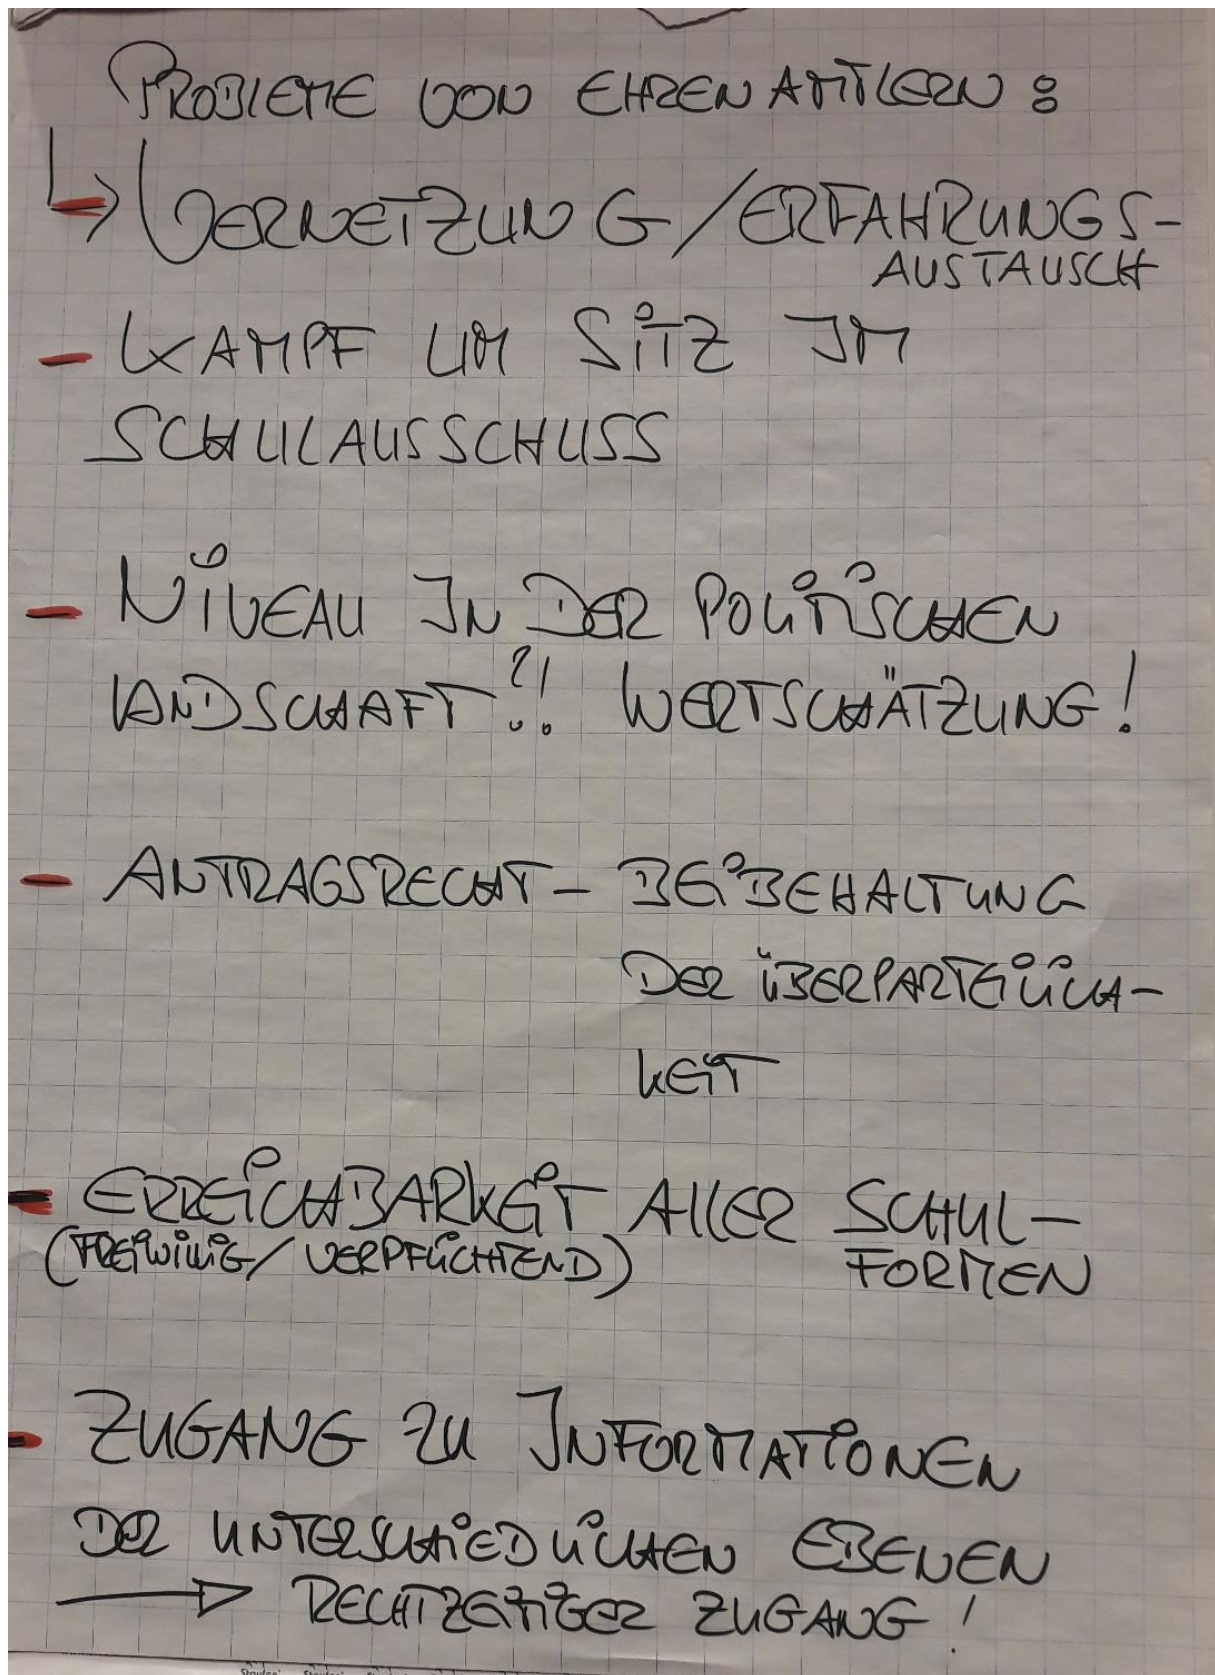 PROBLEME VON EHRENAMTLERN:
→ VERNETZUNG/ERFAHRUNGS-
AUSTAUSCH
- KAMPF UM SITZ IM
SCHULAUSSCHUSS
- NIVEAU IN DER POLITISCHEN
LANDSCHAFT?! WERTSCHÄTZUNG!
- ANTRAGSRECHT - BEIBEHALTUNG
DER ÜBERPARTEILICH-
KEIT
- ERREICHBARKEIT ALLER SCHUL-
FORMEN
(FREIWILLIG/VERPFLICHTEND)
- ZUGANG ZU INFORMATIONEN
DER UNTERSCHIEDLICHEN EBENEN
→ RECHTZEITIGER ZUGANG!